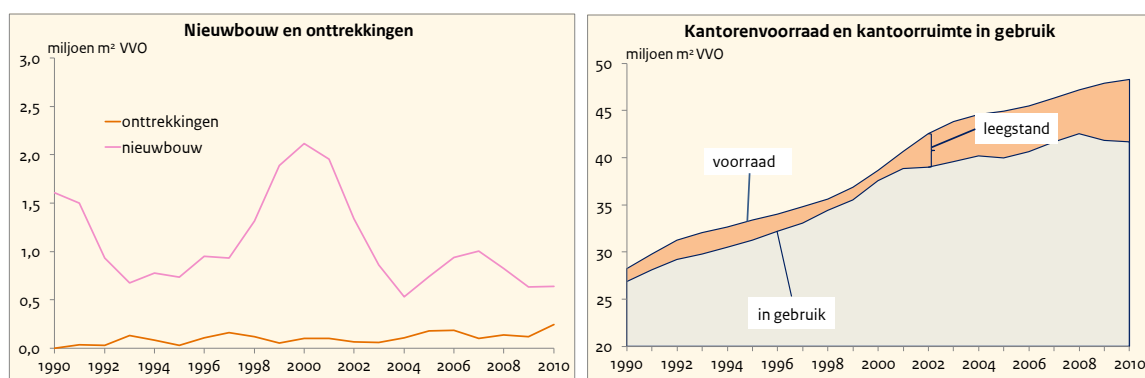 Nieuwbouw en onttrekkingen
miljoen m² VVO
3,0
2,5
2,0
1,5
1,0
0,5
0,0
onttrekkingen
nieuwbouw
1990 1992 1994 1996 1998 2000 2002 2004 2006 2008 2010
Kantorenvoorraad en kantoorruimte in gebruik
miljoen m² VVO
50
45
40
35
30
25
20
leegstand
voorraad
in gebruik
1990 1992 1994 1996 1998 2000 2002 2004 2006 2008 2010